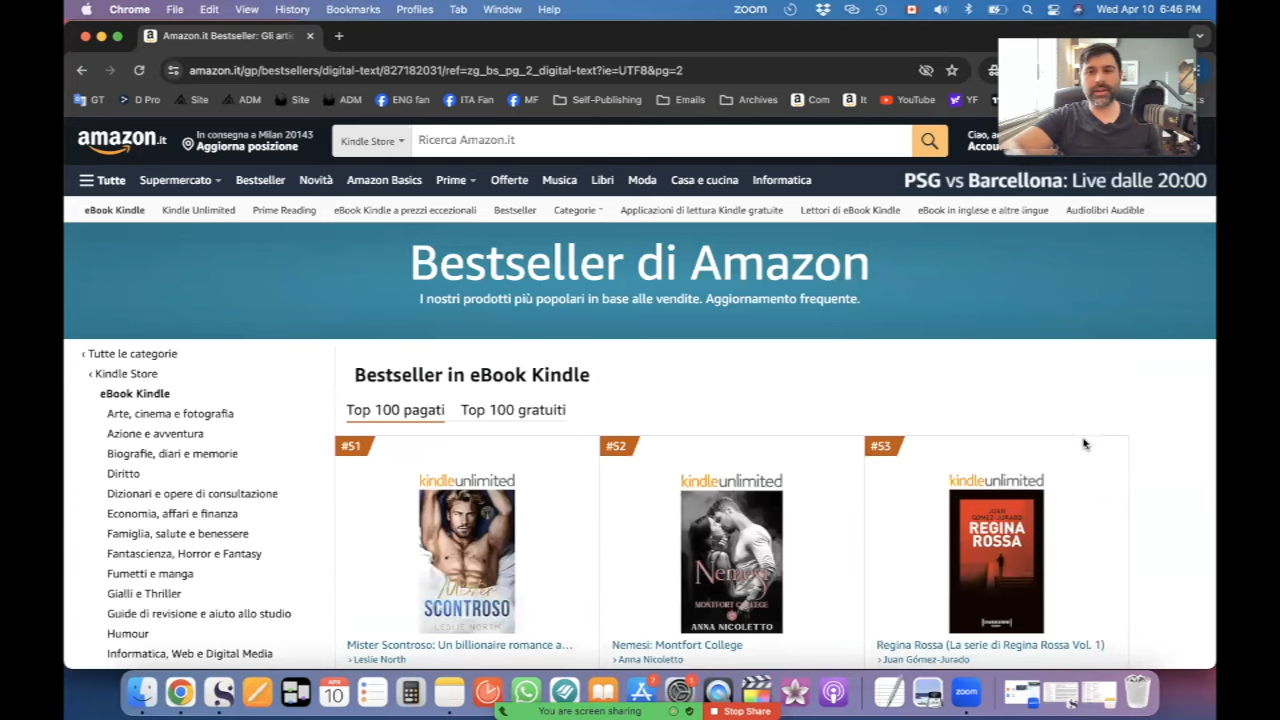 Chrome File Edit View History Bookmarks Profiles Tab Window Help zoom Wed Apr 10 6:46 PM
Amazon.it Bestseller: Gli artic
amazon.it/gp/bestsellers/digital-text/827182031/ref=zg_bs_pg_2_digital-text?ie=UTF8&pg=2
GT D Pro Site ADM Site ADM ENG fan ITA Fan MF Self-Publishing Emails Archives Com It YouTube YF
amazon.it
In consegna a Milan 20143
Aggiorna posizione
Kindle Store
Ricerca Amazon.it
Ciao, a
Accou
Tutte Supermercato Bestseller Novità Amazon Basics Prime Offerte Musica Libri Moda Casa e cucina Informatica PSG vs Barcellona: Live dalle 20:00
eBook Kindle Kindle Unlimited Prime Reading eBook Kindle a prezzi eccezionali Bestseller Categorie Applicazioni di lettura Kindle gratuite Lettori di eBook Kindle eBook in inglese e altre lingue Audiolibri Audible
Bestseller di Amazon
I nostri prodotti più popolari in base alle vendite. Aggiornamento frequente.
‹ Tutte le categorie
‹ Kindle Store
eBook Kindle
Arte, cinema e fotografia
Azione e avventura
Biografie, diari e memorie
Diritto
Dizionari e opere di consultazione
Economia, affari e finanza
Famiglia, salute e benessere
Fantascienza, Horror e Fantasy
Fumetti e manga
Gialli e Thriller
Guide di revisione e aiuto allo studio
Humour
Informatica, Web e Digital Media
Bestseller in eBook Kindle
Top 100 pagati Top 100 gratuiti
#51
kindleunlimited
Mister
SCONTROSO
LESLIE NORTH
Mister Scontroso: Un billionaire romance a...
› Leslie North
#52
kindleunlimited
Nemesi
MONTFORT COLLEGE
ANNA NICOLETTO
Nemesi: Montfort College
› Anna Nicoletto
#53
kindleunlimited
JUAN
GÓMEZ-JURADO
REGINA
ROSSA
Regina Rossa (La serie di Regina Rossa Vol. 1)
› Juan Gómez-Jurado
APR
10
7
1
zoom
You are screen sharing Stop Share